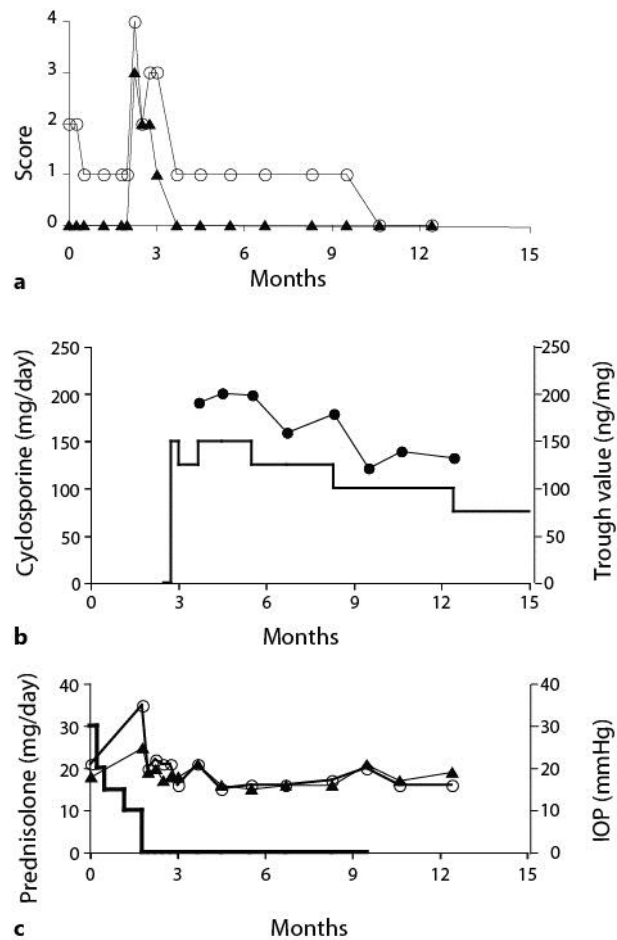 4
3
2
1
0
Score
0 3 6 9 12 15
Months
a
250 250
200 200
150 150
100 100
50 50
0 0
Cyclosporine (mg/day)
Trough value (ng/mg)
0 3 6 9 12 15
Months
b
40 40
30 30
20 20
10 10
0 0
Prednisolone (mg/day)
IOP (mmHg)
0 3 6 9 12 15
Months
c